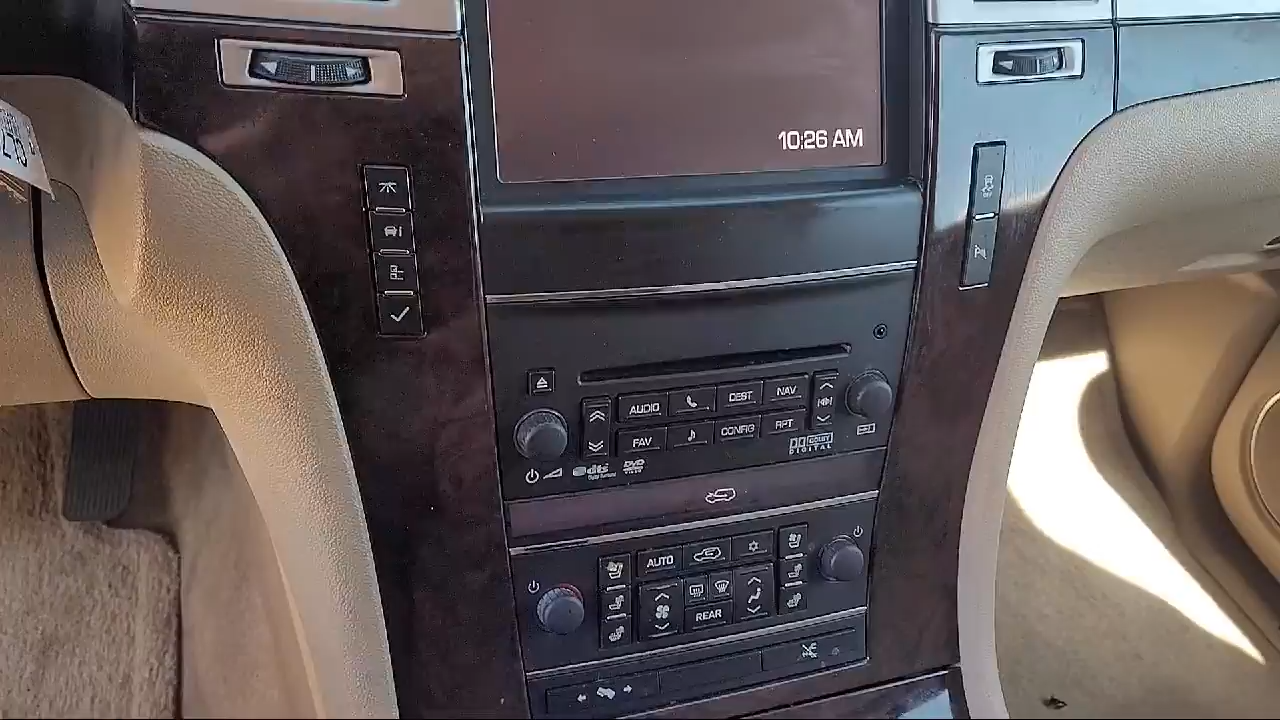 10:26 AM
AUDIO
DEST
NAV
FAV
CONFIG
RPT
dts
DVD
DOLBY
DIGITAL
AUTO
REAR